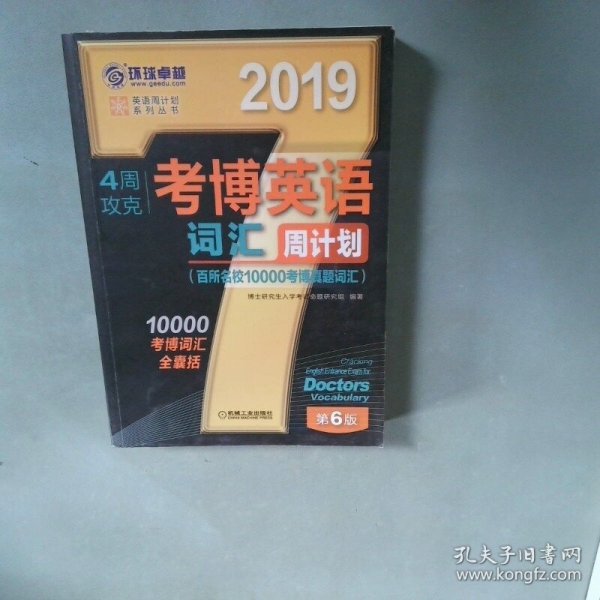 环球卓越
www.geedu.com
英语周计划
系列丛书
2019
4周
攻克
考博英语
词汇 周计划
(百所名校10000考博真题词汇)
博士研究生入学考试命题研究组 编著
10000
考博词汇
全囊括
7
Cracking
English Entrance Exam for
Doctors
Vocabulary
机械工业出版社
CHINA MACHINE PRESS
第6版
孔夫子旧书网
www.kongfz.com